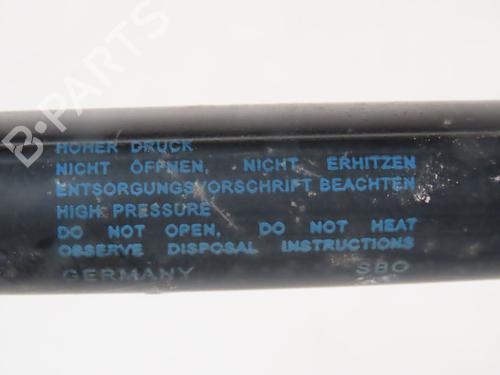 HOHER DRUCK
NICHT ÖFFNEN, NICHT ERHITZEN
ENTSORGUNGSVORSCHRIFT BEACHTEN
HIGH PRESSURE
DO NOT OPEN, DO NOT HEAT
OBSERVE DISPOSAL INSTRUCTIONS
GERMANY SBO
B-PARTS